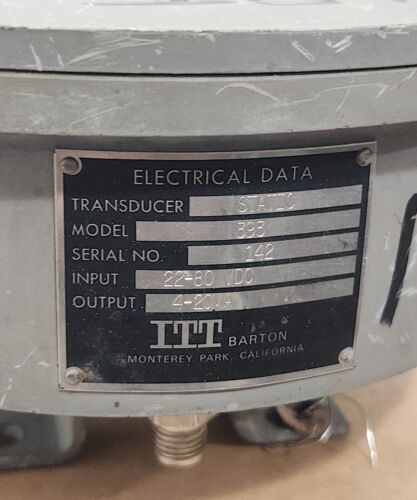 ELECTRICAL DATA
TRANSDUCER STATIC
MODEL 393
SERIAL NO. 142
INPUT 22-80 VDC
OUTPUT 4-20MA
ITT BARTON
MONTEREY PARK, CALIFORNIA